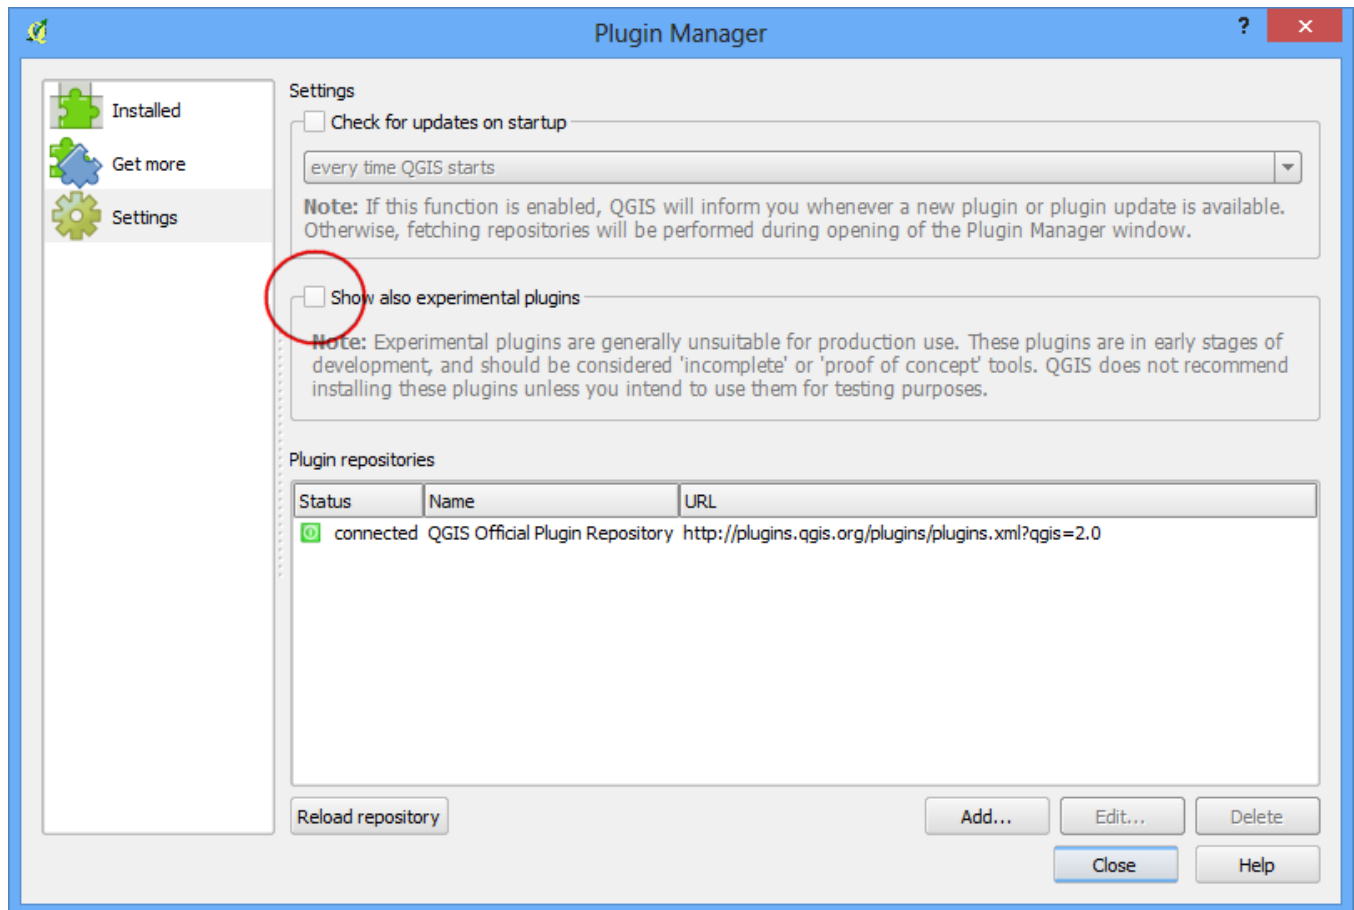 Plugin Manager
?
Installed
Get more
Settings
Settings
Check for updates on startup
every time QGIS starts
Note: If this function is enabled, QGIS will inform you whenever a new plugin or plugin update is available.
Otherwise, fetching repositories will be performed during opening of the Plugin Manager window.
Show also experimental plugins
Note: Experimental plugins are generally unsuitable for production use. These plugins are in early stages of
development, and should be considered 'incomplete' or 'proof of concept' tools. QGIS does not recommend
installing these plugins unless you intend to use them for testing purposes.
Plugin repositories
Status Name URL
connected QGIS Official Plugin Repository http://plugins.qgis.org/plugins/plugins.xml?qgis=2.0
Reload repository Add... Edit... Delete
Close Help